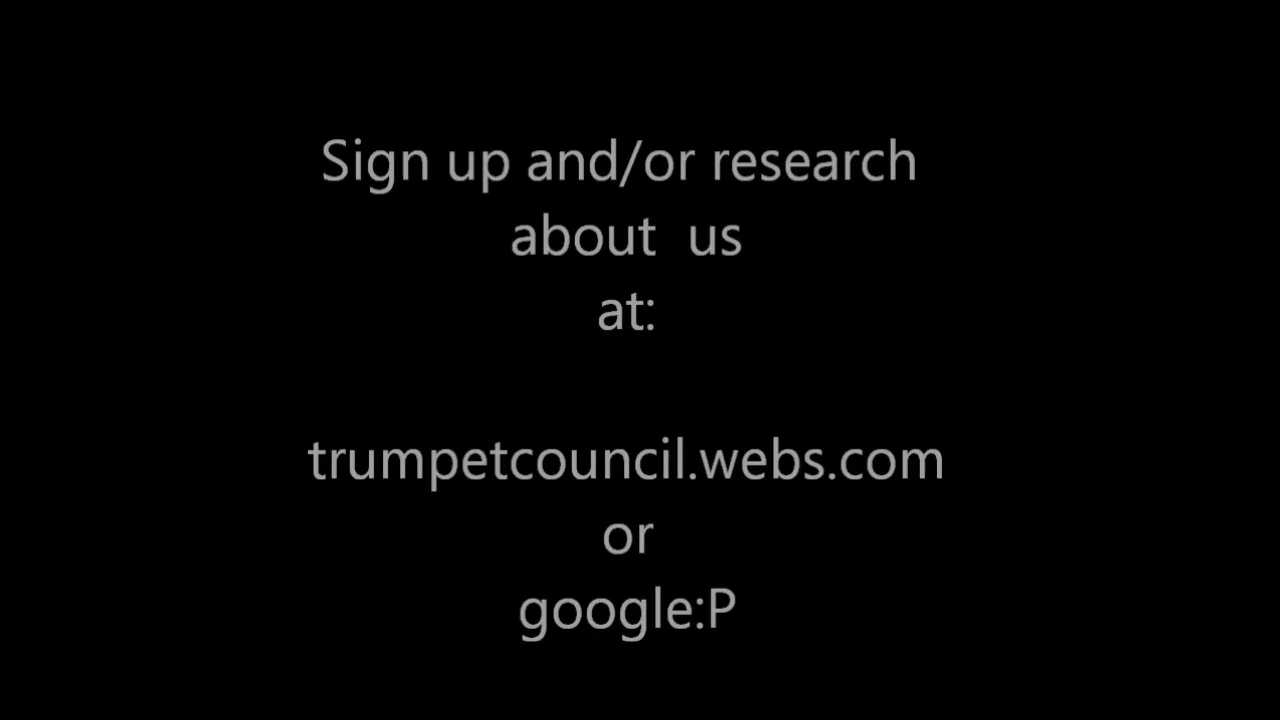 Sign up and/or research
about  us
at:
trumpetcouncil.webs.com
or
google:P